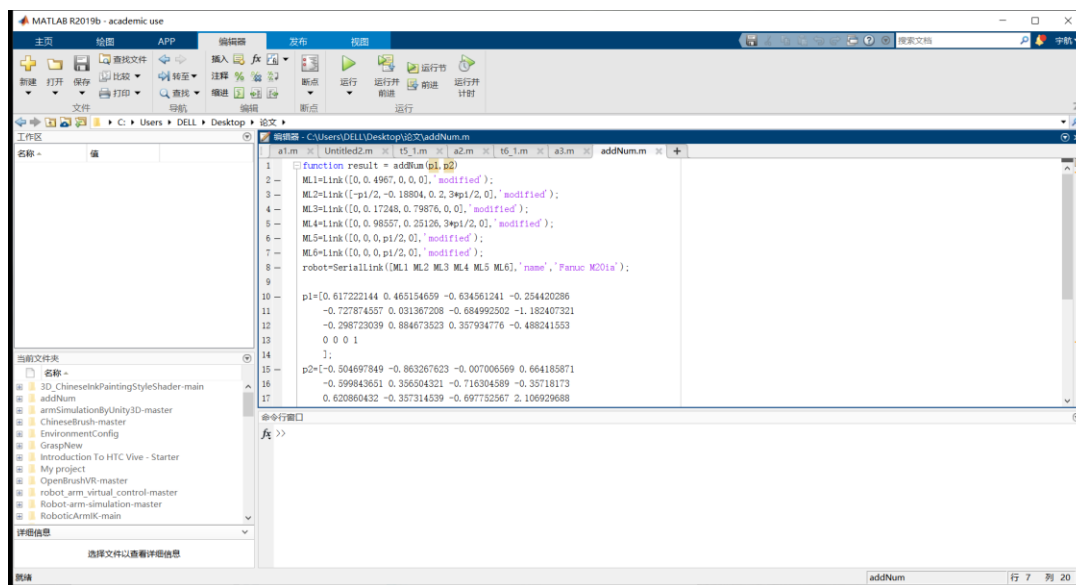 MATLAB R2019b - academic use
主页 绘图 APP 编辑器 发布 视图 搜索文档 宇航
新建 打开 保存 查找文件 比较 打印 转至 查找 插入 fx 注释 % 缩进 断点 运行 运行并前进 运行节 前进 运行并计时
文件 导航 编辑 断点 运行
C: Users DELL Desktop 论文
工作区
名称 值
编辑器 - C:\Users\DELL\Desktop\论文\addNum.m
a1.m Untitled2.m t5_1.m a2.m t6_1.m a3.m addNum.m
1 function result = addNum(p1,p2)
2 ML1=Link([0,0.4967,0,0,0],'modified');
3 ML2=Link([-pi/2,-0.18804,0.2,3*pi/2,0],'modified');
4 ML3=Link([0,0.17248,0.79876,0,0],'modified');
5 ML4=Link([0,0.98557,0.25126,3*pi/2,0],'modified');
6 ML5=Link([0,0,0,pi/2,0],'modified');
7 ML6=Link([0,0,0,pi/2,0],'modified');
8 robot=SerialLink([ML1 ML2 ML3 ML4 ML5 ML6],'name','Fanuc M20ia');
9
10 p1=[0.617222144 0.465154659 -0.634561241 -0.254420286
11 -0.727874557 0.031367208 -0.684992502 -1.182407321
12 -0.298723039 0.884673523 0.357934776 -0.488241553
13 0 0 0 1
14 ];
15 p2=[-0.504697849 -0.863267623 -0.007006569 0.664185871
16 -0.599843651 0.356504321 -0.716304589 -0.35718173
17 0.620860432 -0.357314539 -0.697752567 2.106929688
当前文件夹
名称
3D_ChineseInkPaintingStyleShader-main
addNum
armSimulationByUnity3D-master
ChineseBrush-master
EnvironmentConfig
GraspNew
Introduction To HTC Vive - Starter
My project
OpenBrushVR-master
robot_arm_virtual_control-master
Robot-arm-simulation-master
RoboticArmIK-main
详细信息
选择文件以查看详细信息
命令行窗口
fx >>
就绪 addNum 行 7 列 20